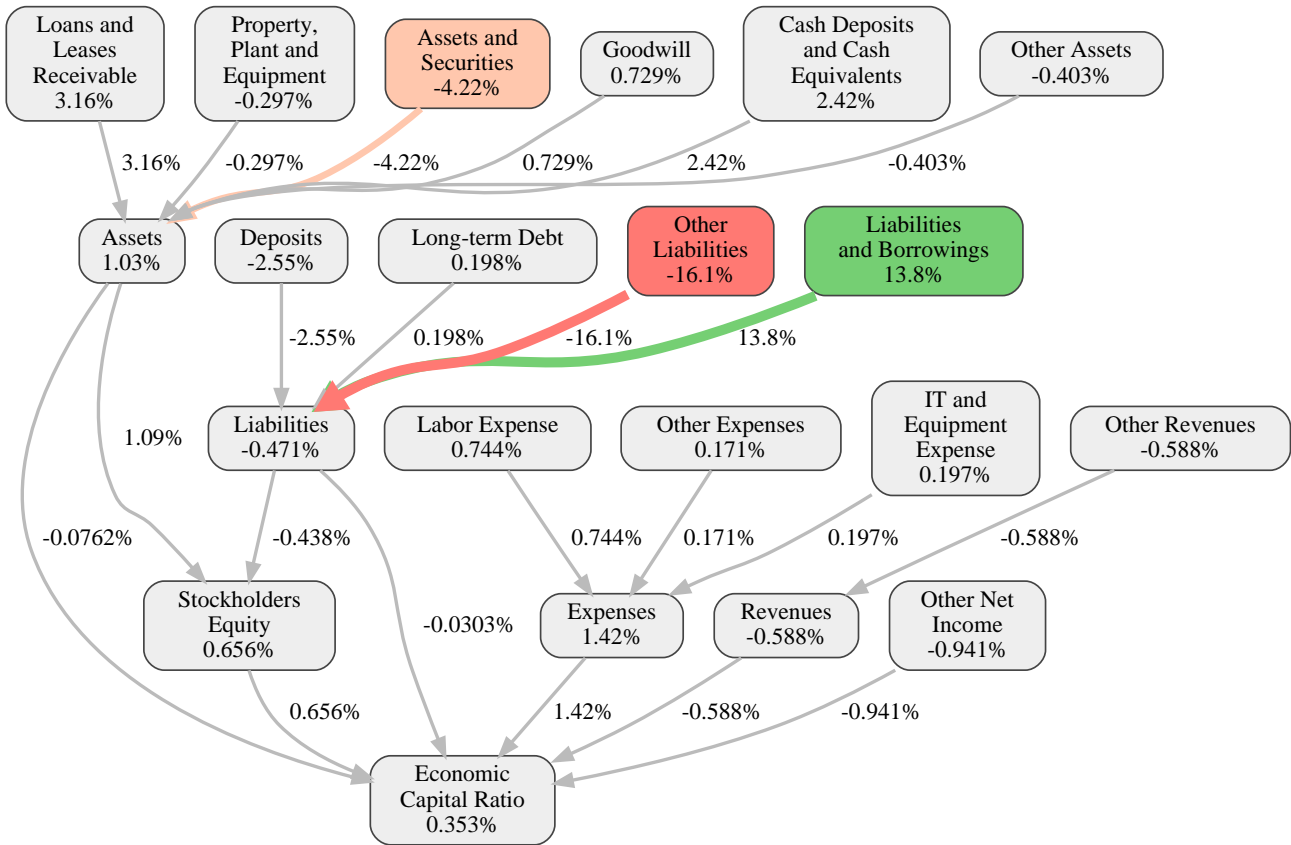 Loans and
Leases
Receivable
3.16%
Property,
Plant and
Equipment
-0.297%
Assets and
Securities
-4.22%
Goodwill
0.729%
Cash Deposits
and Cash
Equivalents
2.42%
Other Assets
-0.403%
3.16%
-0.297%
-4.22%
0.729%
2.42%
-0.403%
Assets
1.03%
Deposits
-2.55%
Long-term Debt
0.198%
Other
Liabilities
-16.1%
Liabilities
and Borrowings
13.8%
-2.55%
0.198%
-16.1%
13.8%
1.09%
Liabilities
-0.471%
Labor Expense
0.744%
Other Expenses
0.171%
IT and
Equipment
Expense
0.197%
Other Revenues
-0.588%
-0.0762%
-0.438%
0.744%
0.171%
0.197%
-0.588%
Stockholders
Equity
0.656%
-0.0303%
Expenses
1.42%
Revenues
-0.588%
Other Net
Income
-0.941%
0.656%
1.42%
-0.588%
-0.941%
Economic
Capital Ratio
0.353%